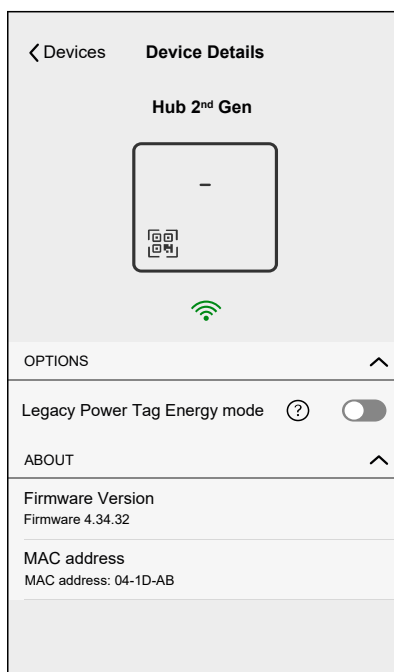 Devices Device Details
Hub 2nd Gen
OPTIONS
Legacy Power Tag Energy mode ?
ABOUT
Firmware Version
Firmware 4.34.32
MAC address
MAC address: 04-1D-AB